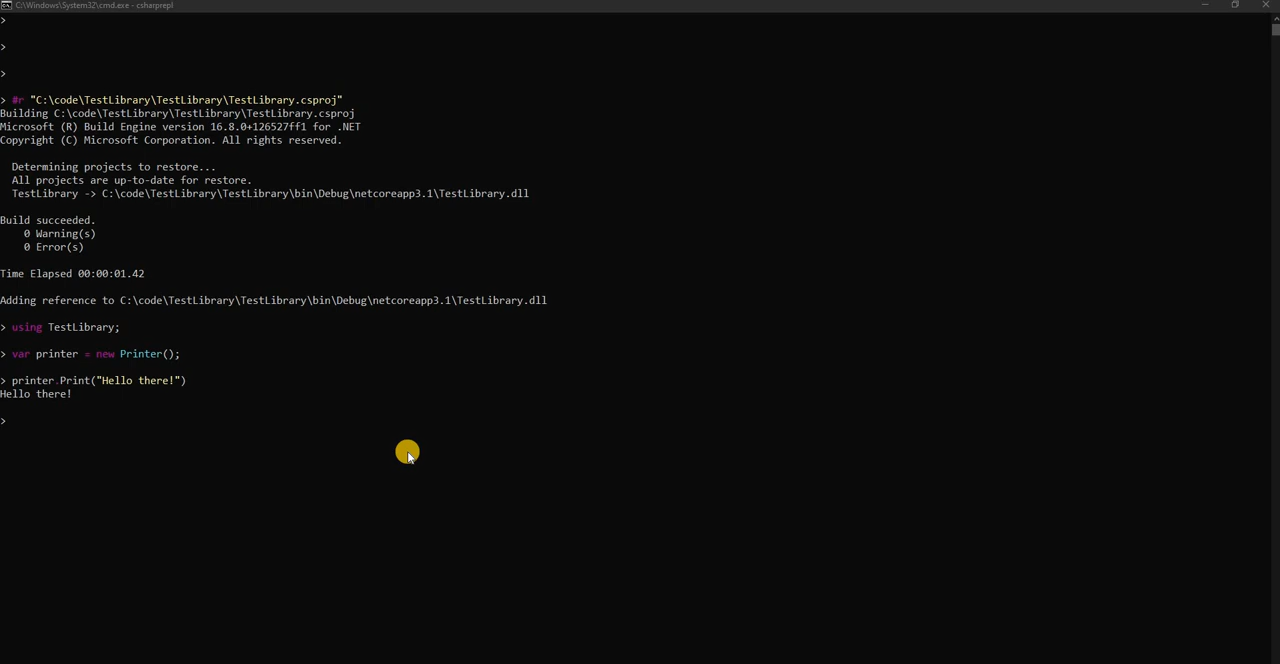 C:\Windows\System32\cmd.exe - csharprepl
>
>
>
> #r "C:\code\TestLibrary\TestLibrary\TestLibrary.csproj"
Building C:\code\TestLibrary\TestLibrary\TestLibrary.csproj
Microsoft (R) Build Engine version 16.8.0+126527ff1 for .NET
Copyright (C) Microsoft Corporation. All rights reserved.
Determining projects to restore...
All projects are up-to-date for restore.
TestLibrary -> C:\code\TestLibrary\TestLibrary\bin\Debug\netcoreapp3.1\TestLibrary.dll
Build succeeded.
0 Warning(s)
0 Error(s)
Time Elapsed 00:00:01.42
Adding reference to C:\code\TestLibrary\TestLibrary\bin\Debug\netcoreapp3.1\TestLibrary.dll
> using TestLibrary;
> var printer = new Printer();
> printer.Print("Hello there!")
Hello there!
>